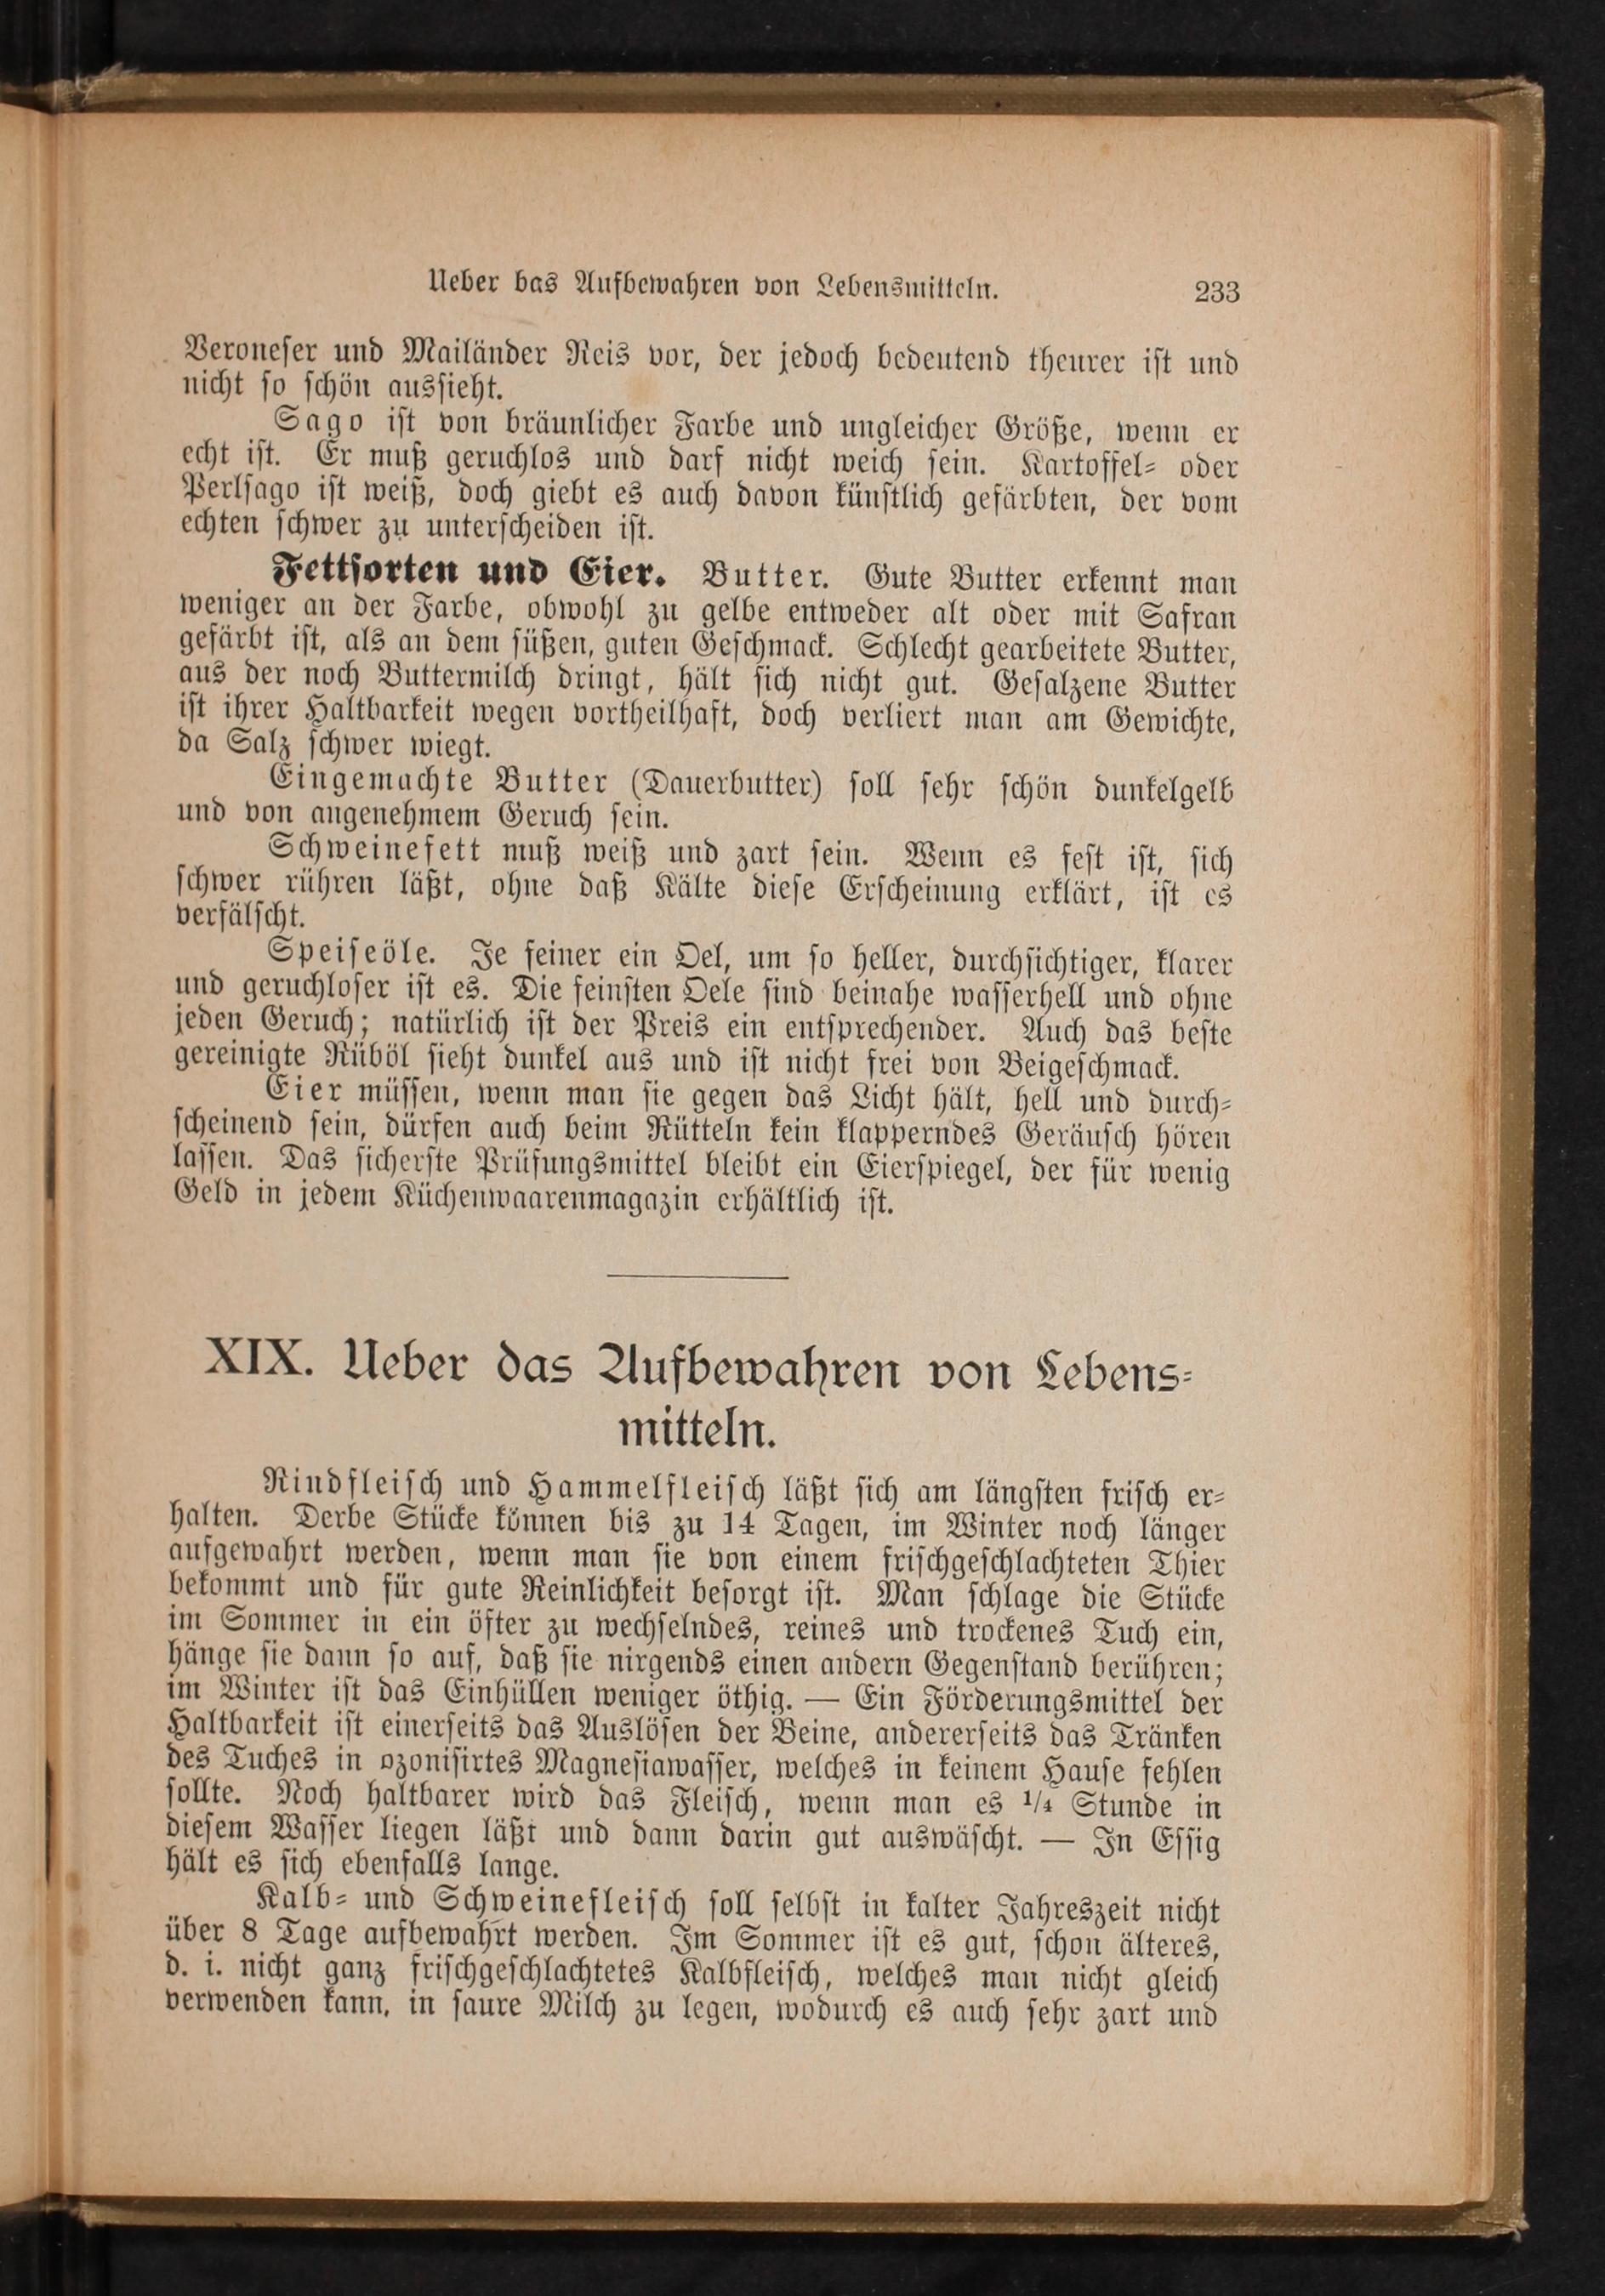 Ueber bas Aufbewahren von Lebensmitteln. 233
Veroneſer und Mailänder Reis vor, der jedoch bedeutend theurer iſt und
nicht ſo ſchön ausſieht.
Sago iſt von bräunlicher Farbe und ungleicher Größe, wenn er
echt iſt. Er muß geruchlos und darf nicht weich ſein. Kartoffel- oder
Perlſago iſt weiß, doch giebt es auch davon künſtlich gefärbten, der vom
echten ſchwer zu unterſcheiden iſt.
Fettſorten und Eier. Butter. Gute Butter erkennt man
weniger an der Farbe, obwohl zu gelbe entweder alt oder mit Safran
gefärbt iſt, als an dem ſüßen, guten Geſchmack. Schlecht gearbeitete Butter,
aus der noch Buttermilch dringt, hält ſich nicht gut. Geſalzene Butter
iſt ihrer Haltbarkeit wegen vortheilhaft, doch verliert man am Gewichte,
da Salz ſchwer wiegt.
Eingemachte Butter (Dauerbutter) ſoll ſehr ſchön dunkelgelb
und von angenehmem Geruch ſein.
Schweinefett muß weiß und zart ſein. Wenn es feſt iſt, ſich
ſchwer rühren läßt, ohne daß Kälte dieſe Erſcheinung erklärt, iſt es
verfälſcht.
Speiſeöle. Je feiner ein Oel, um ſo heller, durchſichtiger, klarer
und geruchloſer iſt es. Die feinſten Oele ſind beinahe waſſerhell und ohne
jeden Geruch; natürlich iſt der Preis ein entſprechender. Auch das beſte
gereinigte Rüböl ſieht dunkel aus und iſt nicht frei von Beigeſchmack.
Eier müſſen, wenn man ſie gegen das Licht hält, hell und durch-
ſcheinend ſein, dürfen auch beim Rütteln kein klapperndes Geräuſch hören
laſſen. Das ſicherſte Prüfungsmittel bleibt ein Eierſpiegel, der für wenig
Geld in jedem Küchenwaarenmagazin erhältlich iſt.
XIX. Ueber das Aufbewahren von Lebens-
mitteln.
Rindfleiſch und Hammelfleiſch läßt ſich am längſten friſch er-
halten. Derbe Stücke können bis zu 14 Tagen, im Winter noch länger
aufgewahrt werden, wenn man ſie von einem friſchgeſchlachteten Thier
bekommt und für gute Reinlichkeit beſorgt iſt. Man ſchlage die Stücke
im Sommer in ein öfter zu wechſelndes, reines und trockenes Tuch ein,
hänge ſie dann ſo auf, daß ſie nirgends einen andern Gegenſtand berühren;
im Winter iſt das Einhüllen weniger öthig. — Ein Förderungsmittel der
Haltbarkeit iſt einerſeits das Auslöſen der Beine, andererſeits das Tränken
des Tuches in ozoniſirtes Magneſiawaſſer, welches in keinem Hauſe fehlen
ſollte. Noch haltbarer wird das Fleiſch, wenn man es 1/4 Stunde in
dieſem Waſſer liegen läßt und dann darin gut auswäſcht. — In Eſſig
hält es ſich ebenfalls lange.
Kalb- und Schweinefleiſch ſoll ſelbſt in kalter Jahreszeit nicht
über 8 Tage aufbewahrt werden. Im Sommer iſt es gut, ſchon älteres,
d. i. nicht ganz friſchgeſchlachtetes Kalbfleiſch, welches man nicht gleich
verwenden kann, in ſaure Milch zu legen, wodurch es auch ſehr zart und